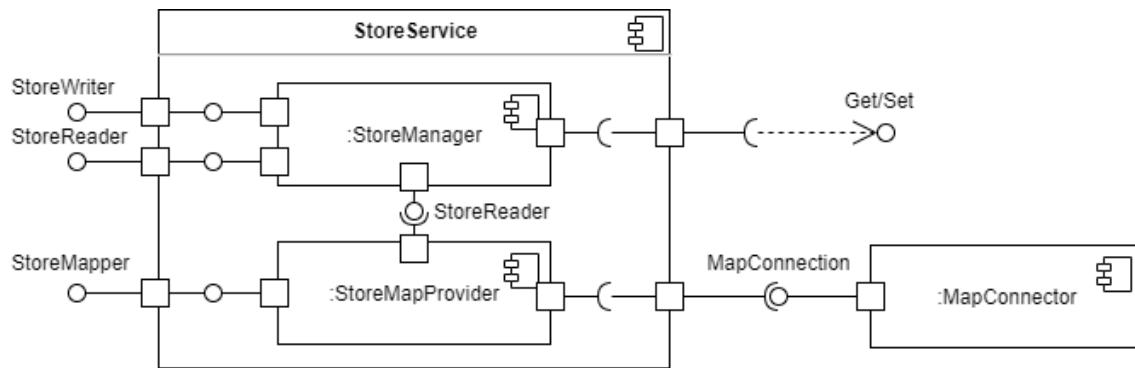 StoreService
StoreWriter
Get/Set
StoreReader
:StoreManager
StoreReader
StoreMapper
MapConnection
:StoreMapProvider
:MapConnector